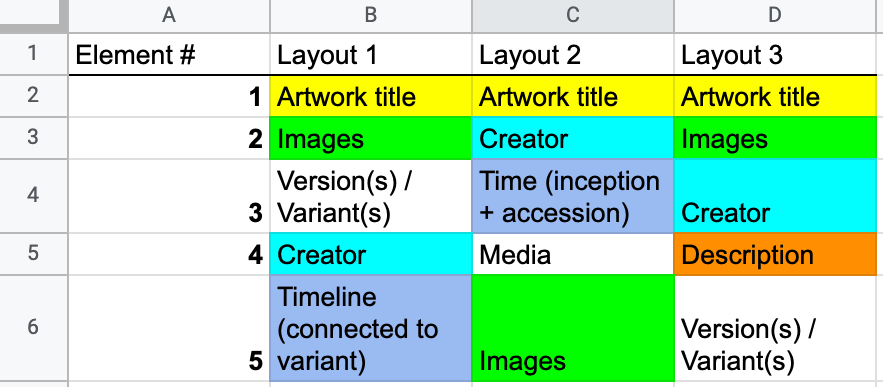 A B C D
1 Element # Layout 1 Layout 2 Layout 3
2 1 Artwork title Artwork title Artwork title
3 2 Images Creator Images
4 3 Version(s) / Variant(s) Time (inception + accession) Creator
5 4 Creator Media Description
6 5 Timeline (connected to variant) Images Version(s) / Variant(s)